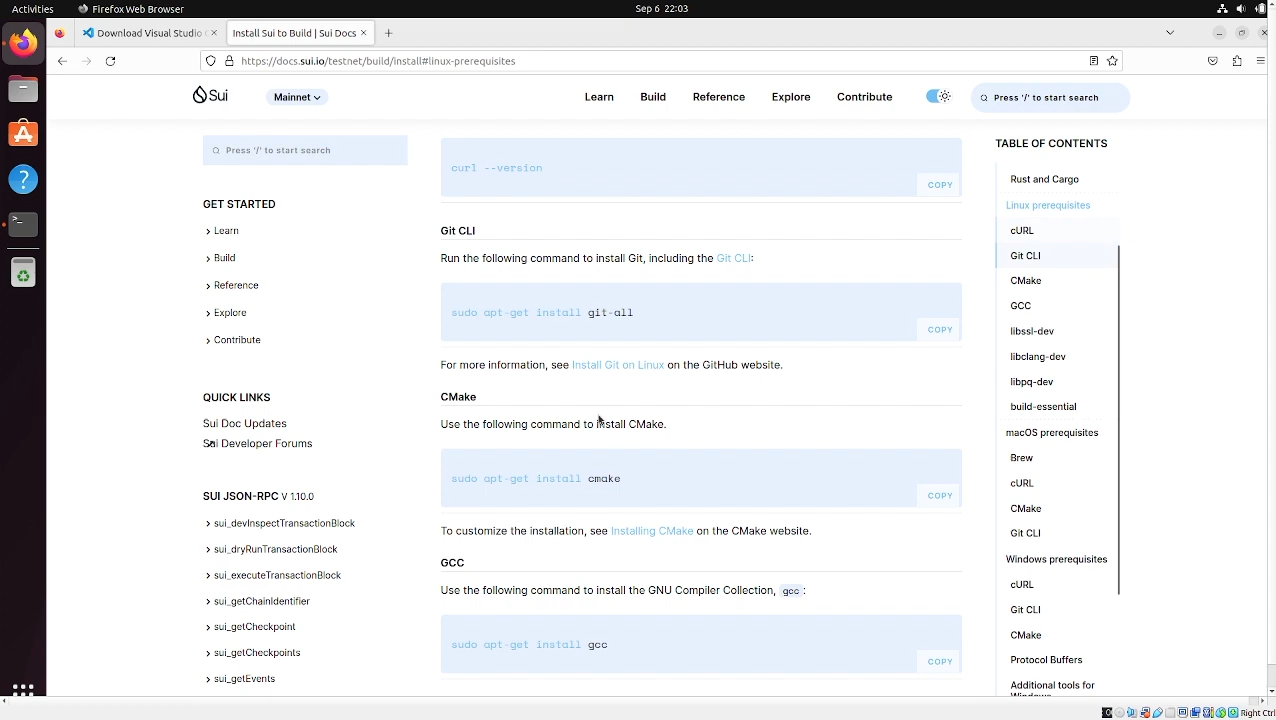 Activities
Firefox Web Browser
Sep 6 22:03
Download Visual Studio
Install Sui to Build | Sui Docs
https://docs.sui.io/testnet/build/install#linux-prerequisites
Sui
Mainnet
Learn
Build
Reference
Explore
Contribute
Press '/' to start search
Press '/' to start search
GET STARTED
Learn
Build
Reference
Explore
Contribute
QUICK LINKS
Sui Doc Updates
Sui Developer Forums
SUI JSON-RPC V 1.10.0
sui_devInspectTransactionBlock
sui_dryRunTransactionBlock
sui_executeTransactionBlock
sui_getChainIdentifier
sui_getCheckpoint
sui_getCheckpoints
sui_getEvents
curl --version
COPY
Git CLI
Run the following command to install Git, including the Git CLI:
sudo apt-get install git-all
COPY
For more information, see Install Git on Linux on the GitHub website.
CMake
Use the following command to install CMake.
sudo apt-get install cmake
COPY
To customize the installation, see Installing CMake on the CMake website.
GCC
Use the following command to install the GNU Compiler Collection, gcc:
sudo apt-get install gcc
COPY
TABLE OF CONTENTS
Rust and Cargo
Linux prerequisites
cURL
Git CLI
CMake
GCC
libssl-dev
libclang-dev
libpq-dev
build-essential
macOS prerequisites
Brew
cURL
CMake
Git CLI
Windows prerequisites
cURL
Git CLI
CMake
Protocol Buffers
Additional tools for
Windows
Right Ctrl